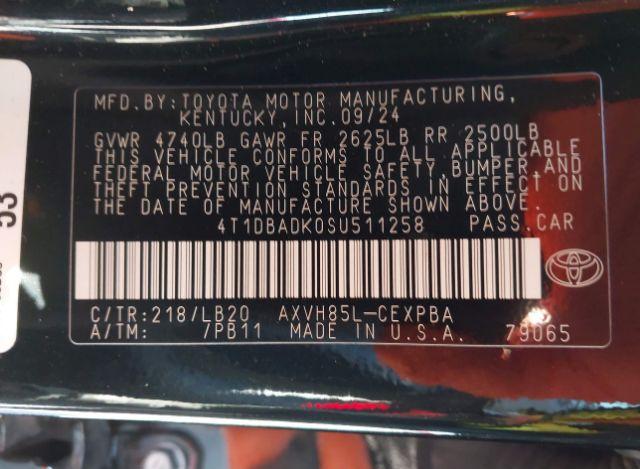 MFD.BY:TOYOTA MOTOR MANUFACTURING,
KENTUCKY,INC.09/24
GVWR 4740LB GAWR FR 2625LB RR 2500LB
THIS VEHICLE CONFORMS TO ALL APPLICABLE
FEDERAL MOTOR VEHICLE SAFETY,BUMPER,AND
THEFT PREVENTION STANDARDS IN EFFECT ON
THE DATE OF MANUFACTURE SHOWN ABOVE.
4T1DBADK0SU511258 PASS.CAR
C/TR:218/LB20 AXVH85L-CEXPBA
A/TM: /PB11 MADE IN U.S.A. 79065
53